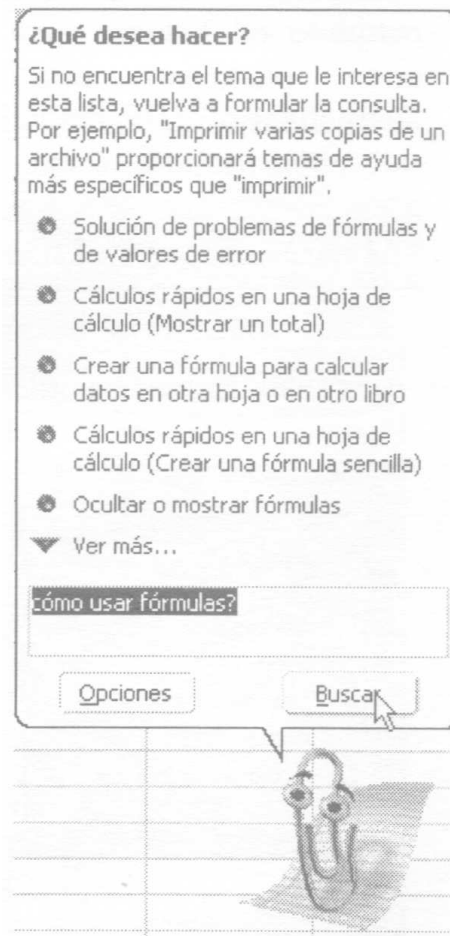 ¿Qué desea hacer?
Si no encuentra el tema que le interesa en
esta lista, vuelva a formular la consulta.
Por ejemplo, "Imprimir varias copias de un
archivo" proporcionará temas de ayuda
más específicos que "imprimir".
Solución de problemas de fórmulas y
de valores de error
Cálculos rápidos en una hoja de
cálculo (Mostrar un total)
Crear una fórmula para calcular
datos en otra hoja o en otro libro
Cálculos rápidos en una hoja de
cálculo (Crear una fórmula sencilla)
Ocultar o mostrar fórmulas
Ver más...
cómo usar fórmulas?
Opciones
Buscar